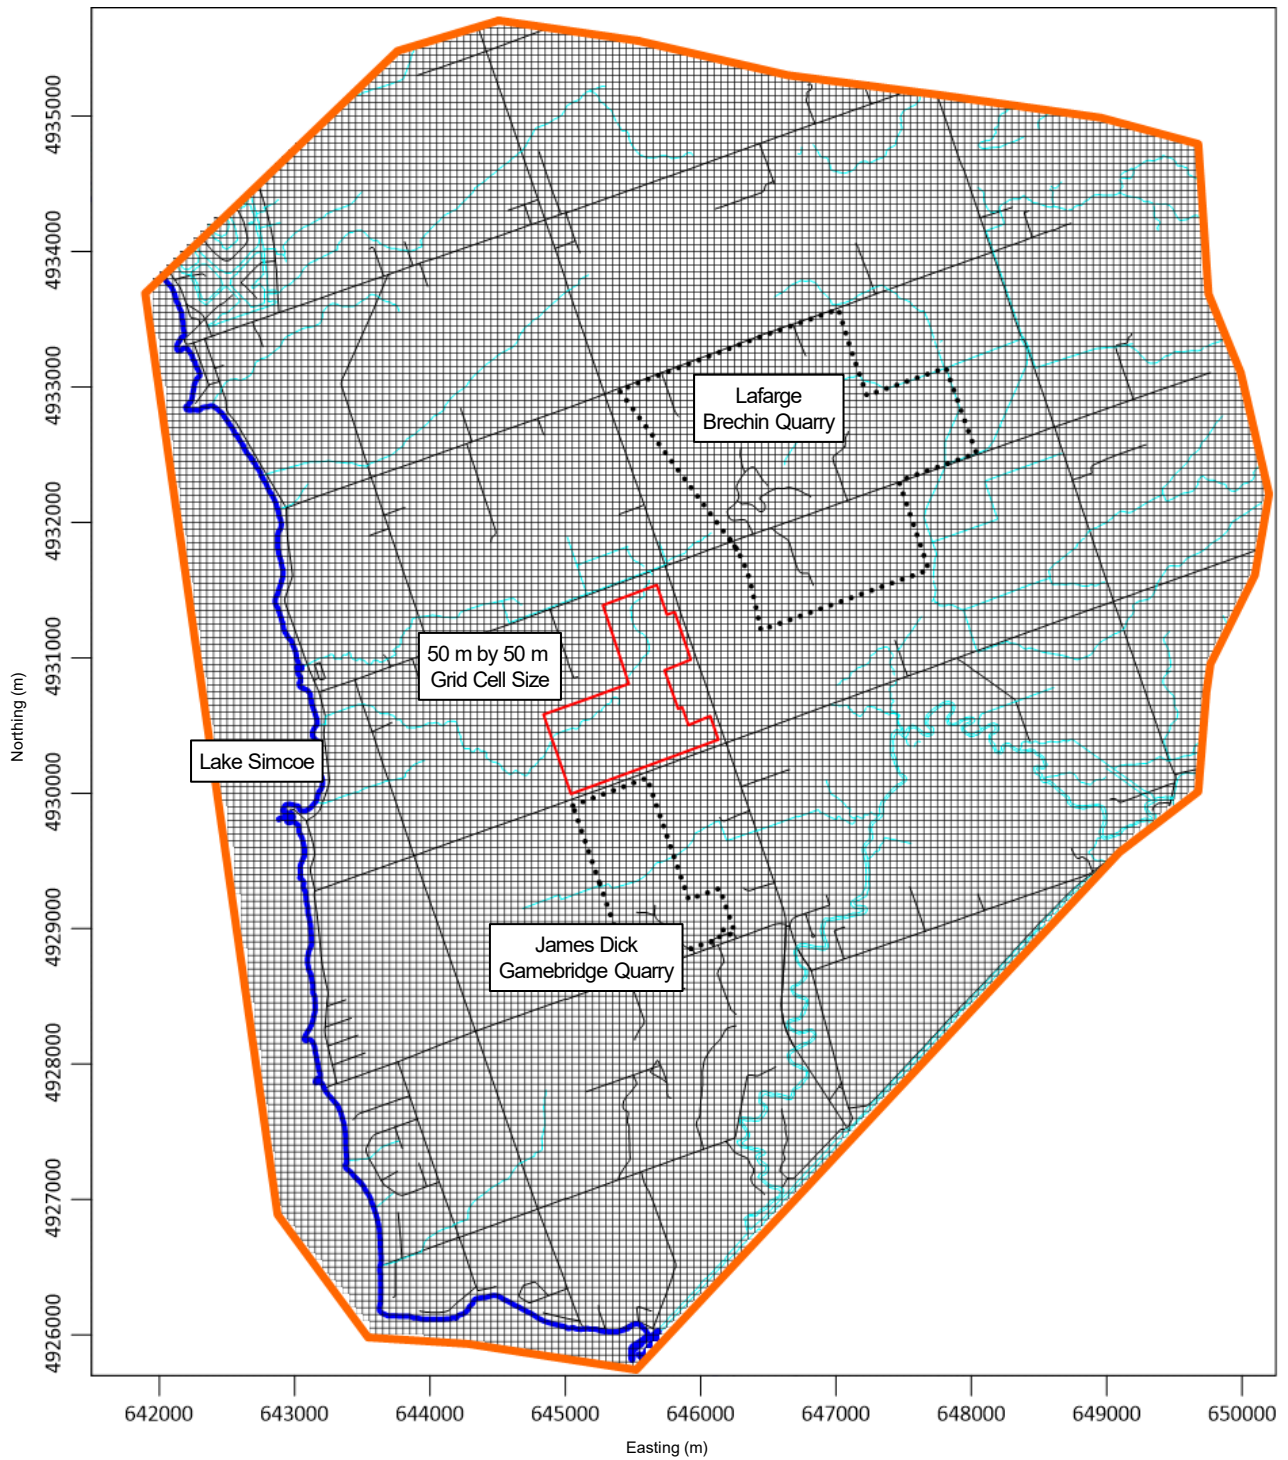 4935000
4934000
4933000
4932000
4931000
4930000
4929000
4928000
4927000
4926000
Northing (m)
Lafarge
Brechin Quarry
50 m by 50 m
Grid Cell Size
Lake Simcoe
James Dick
Gamebridge Quarry
642000
643000
644000
645000
646000
647000
648000
649000
650000
Easting (m)